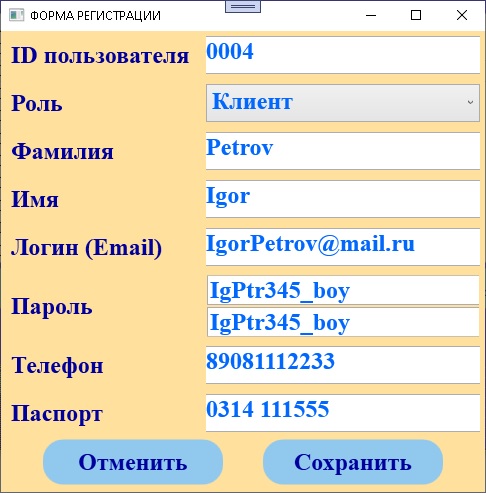 ФОРМА РЕГИСТРАЦИИ
ID пользователя 0004
Роль Клиент
Фамилия Petrov
Имя Igor
Логин (Email) IgorPetrov@mail.ru
Пароль IgPtr345_boy
IgPtr345_boy
Телефон 89081112233
Паспорт 0314 111555
Отменить Сохранить